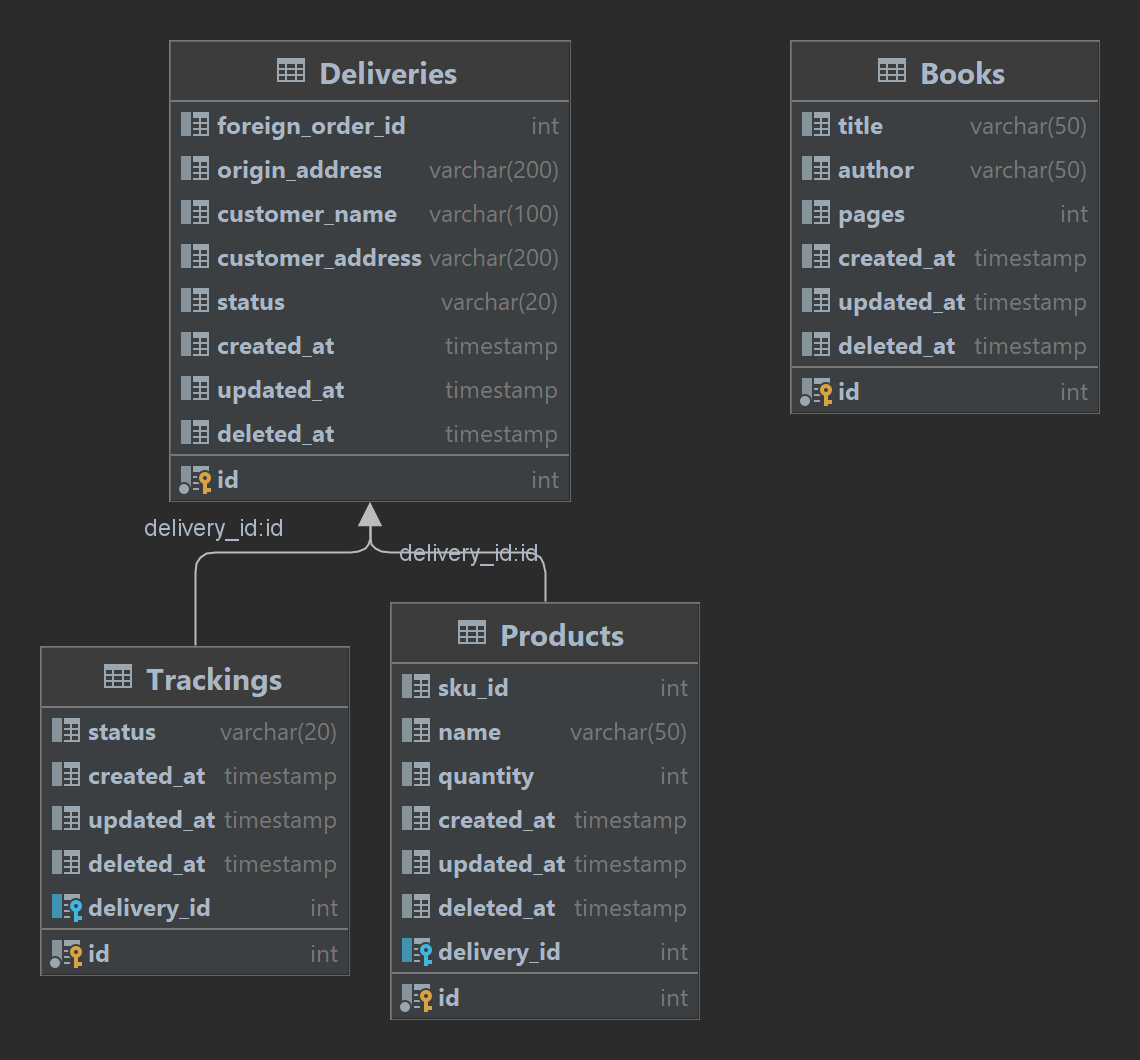 Deliveries
foreign_order_id int
origin_address varchar(200)
customer_name varchar(100)
customer_address varchar(200)
status varchar(20)
created_at timestamp
updated_at timestamp
deleted_at timestamp
id int
Books
title varchar(50)
author varchar(50)
pages int
created_at timestamp
updated_at timestamp
deleted_at timestamp
id int
delivery_id:id
delivery_id:id
Trackings
status varchar(20)
created_at timestamp
updated_at timestamp
deleted_at timestamp
delivery_id int
id int
Products
sku_id int
name varchar(50)
quantity int
created_at timestamp
updated_at timestamp
deleted_at timestamp
delivery_id int
id int